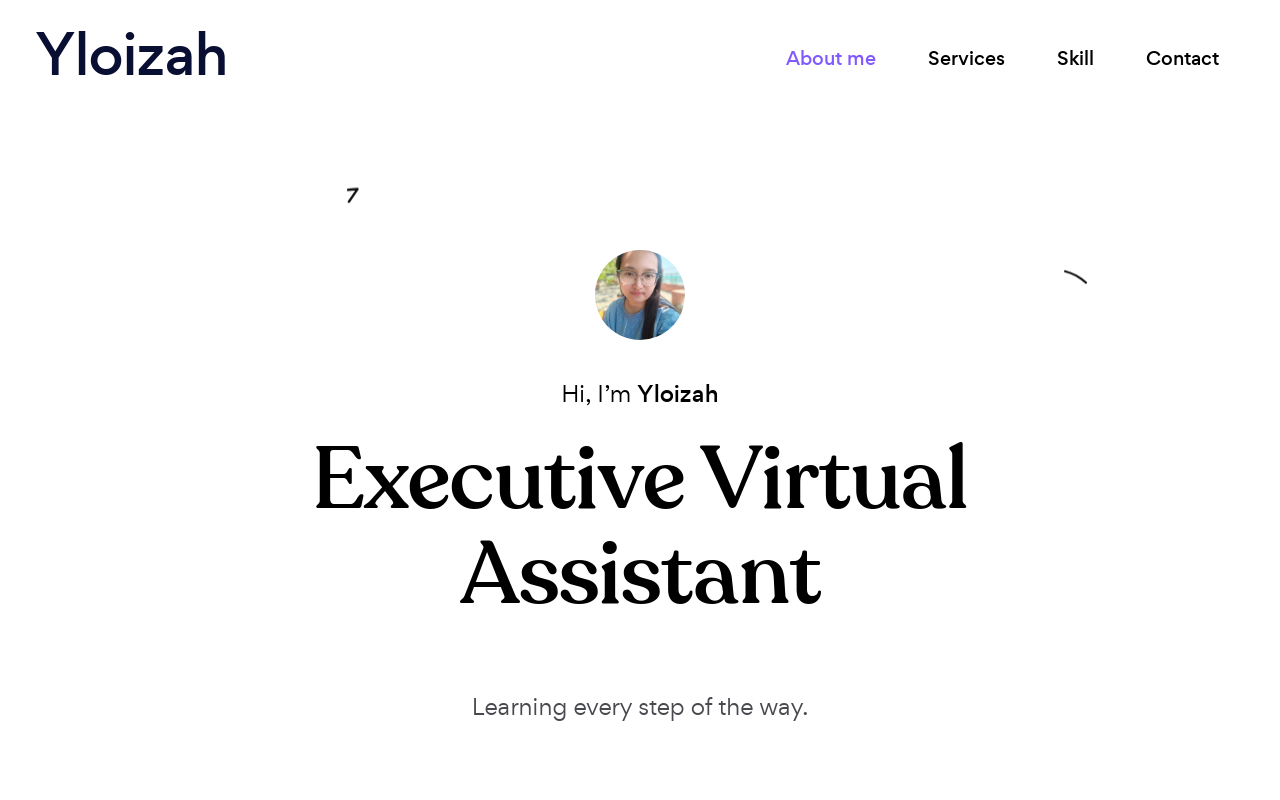 Yloizah
About me Services Skill Contact
Hi, I’m Yloizah
Executive Virtual
Assistant
Learning every step of the way.